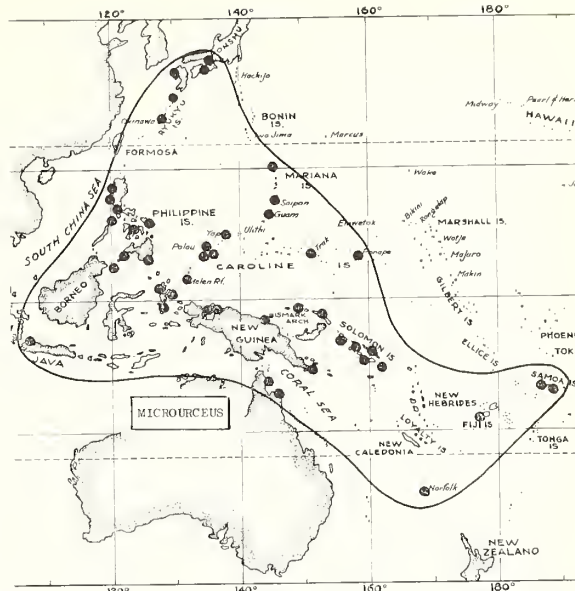 120° 140° 160° 180°
HONSHU
Hachijo
Okinawa
RYUKYU IS.
BONIN IS.
Iwo Jima
Marcus
Midway
Pearl & Her
HAWAII
FORMOSA
SOUTH CHINA SEA
MARIANA IS
Saipan
Guam
Wake
PHILIPPINE IS.
Yap
Ulithi
Palau
Truk
Eniwetok
Ponape
Bikini
Rongelap
MARSHALL IS.
Wotje
Majuro
Makin
CAROLINE IS
Helen Rf.
GILBERT IS
BORNEO
JAVA
NEW GUINEA
BISMARK ARCH
SOLOMON IS
ELLICE IS
PHOEN
TOK
SAMOA IS
CORAL SEA
MICROURCEUS
NEW HEBRIDES
LOYALTY IS
NEW CALEDONIA
FIJI IS
TONGA IS
Norfolk
NEW ZEALAND
120° 130° 140° 160° 180°